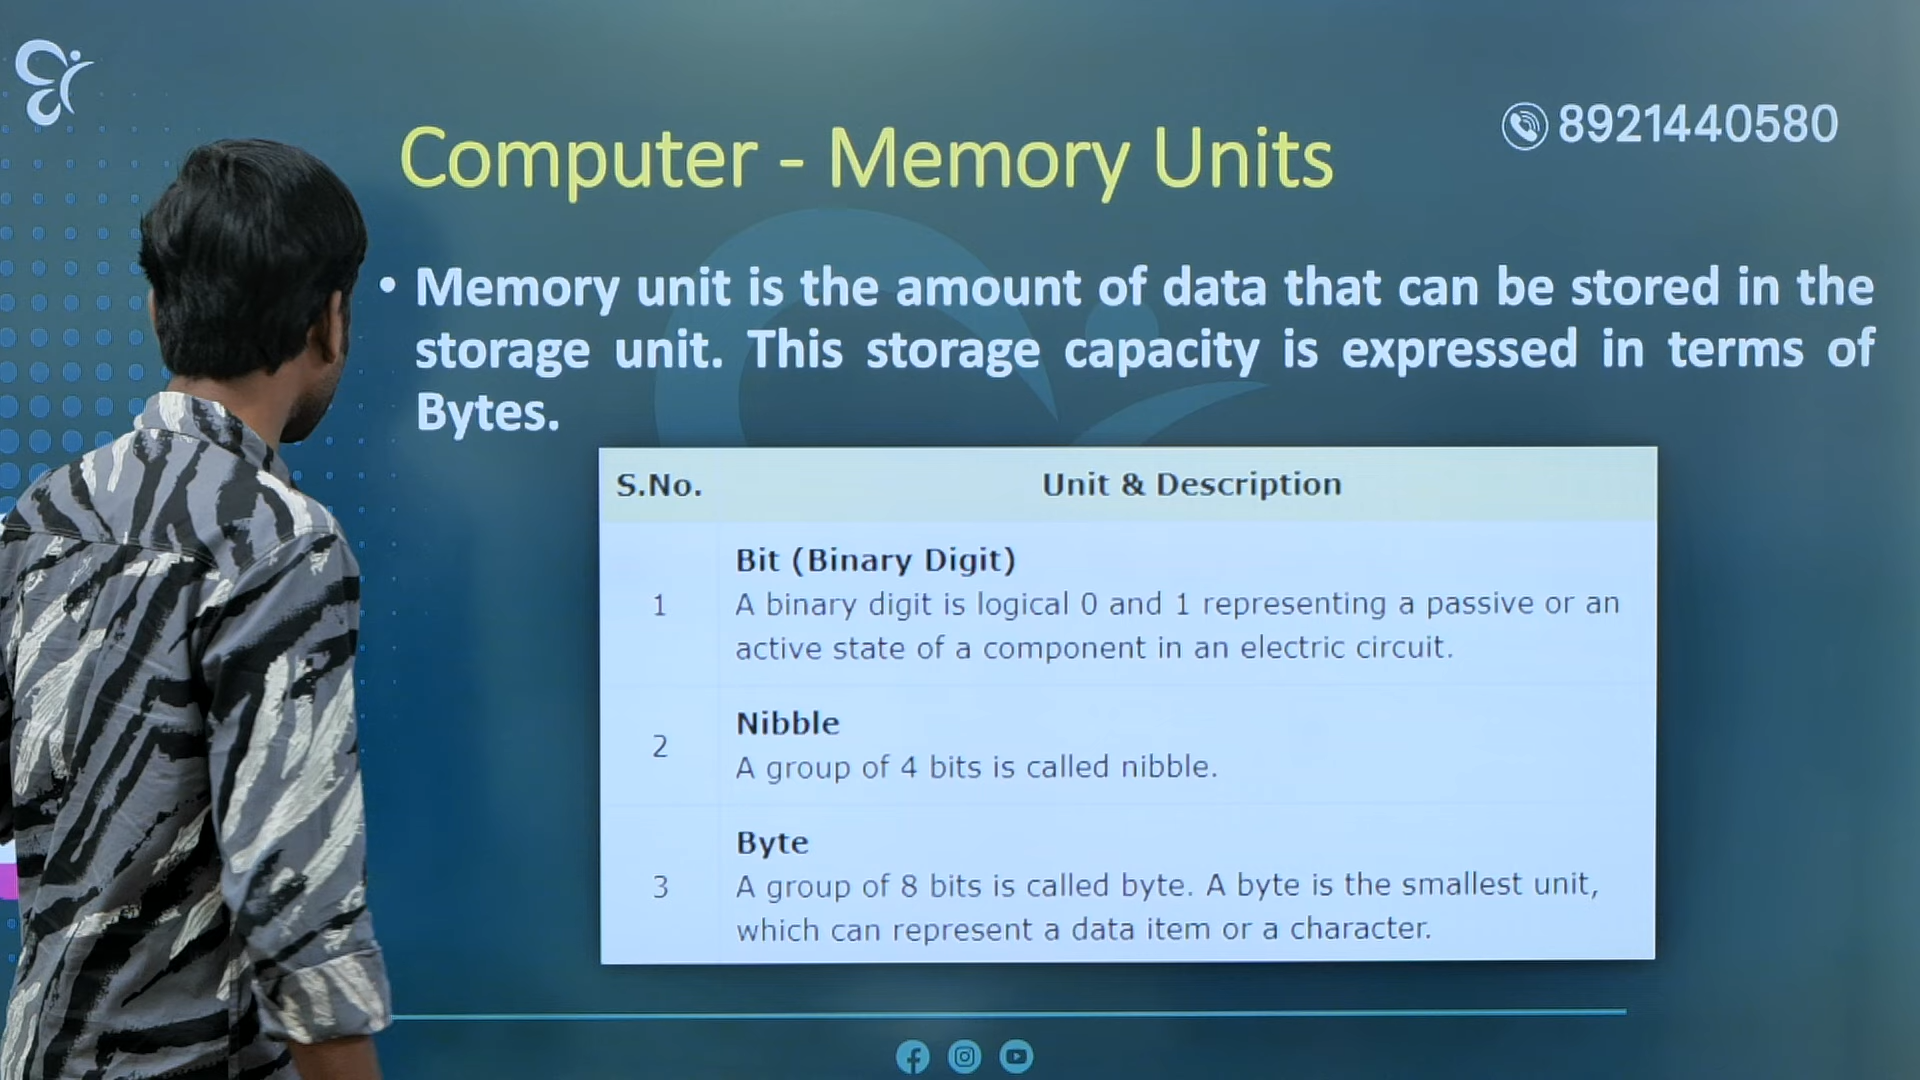 8921440580
Computer - Memory Units
• Memory unit is the amount of data that can be stored in the
storage unit. This storage capacity is expressed in terms of
Bytes.
S.No. Unit & Description
Bit (Binary Digit)
1 A binary digit is logical 0 and 1 representing a passive or an
active state of a component in an electric circuit.
Nibble
2 A group of 4 bits is called nibble.
Byte
3 A group of 8 bits is called byte. A byte is the smallest unit,
which can represent a data item or a character.